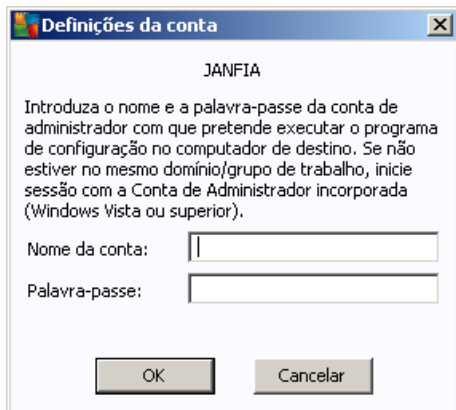 Definições da conta
JANFIA
Introduza o nome e a palavra-passe da conta de
administrador com que pretende executar o programa
de configuração no computador de destino. Se não
estiver no mesmo domínio/grupo de trabalho, inicie
sessão com a Conta de Administrador incorporada
(Windows Vista ou superior).
Nome da conta:
Palavra-passe:
OK
Cancelar